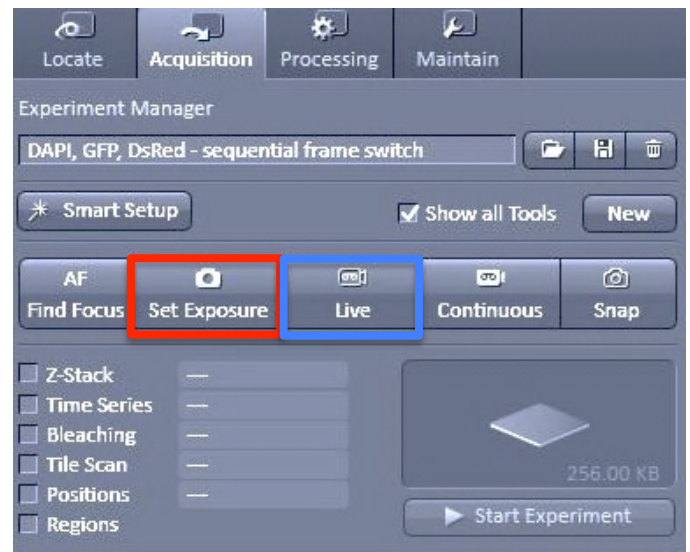 Locate Acquisition Processing Maintain
Experiment Manager
DAPI, GFP, DsRed - sequential frame switch
Smart Setup Show all Tools New
AF
Find Focus Set Exposure Live Continuous Snap
Z-Stack
Time Series
Bleaching
Tile Scan
256.00 KB
Positions
Start Experiment
Regions